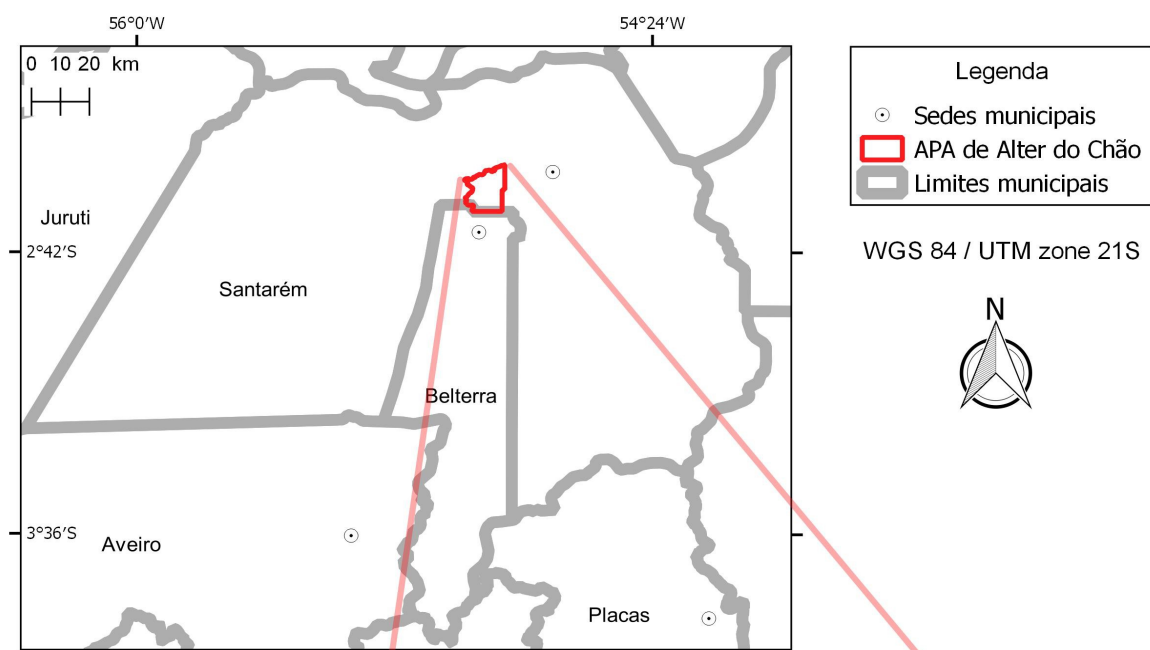 56°0′W 54°24′W
0 10 20 km
Legenda
Sedes municipais
APA de Alter do Chão
Limites municipais
Juruti
2°42′S
WGS 84 / UTM zone 21S
Santarém
N
Belterra
3°36′S
Aveiro
Placas